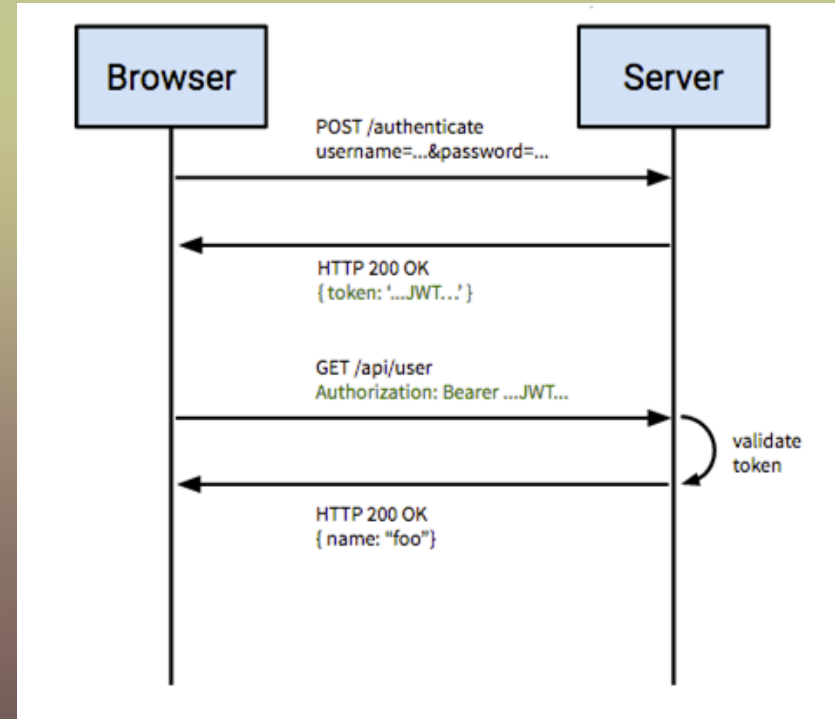 Browser
Server
POST /authenticate
username=...&password=...
HTTP 200 OK
{ token: ‘...JWT...’ }
GET /api/user
Authorization: Bearer ...JWT...
validate
token
HTTP 200 OK
{ name: “foo”}